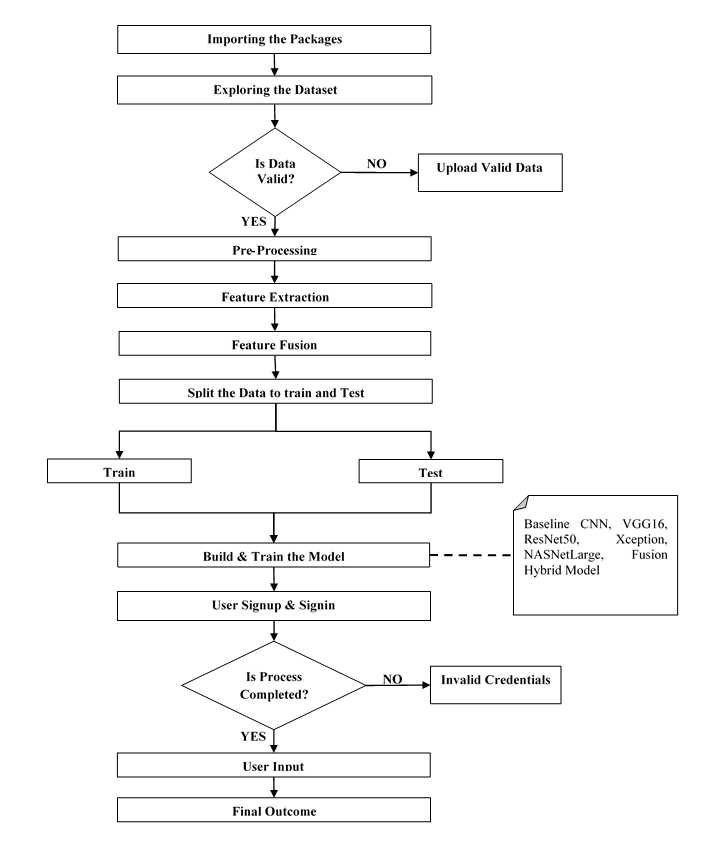 Importing the Packages
Exploring the Dataset
Is Data
Valid?
NO
Upload Valid Data
YES
Pre-Processing
Feature Extraction
Feature Fusion
Split the Data to train and Test
Train
Test
Baseline CNN, VGG16,
ResNet50, Xception,
NASNetLarge, Fusion
Hybrid Model
Build & Train the Model
User Signup & Signin
Is Process
Completed?
NO
Invalid Credentials
YES
User Input
Final Outcome